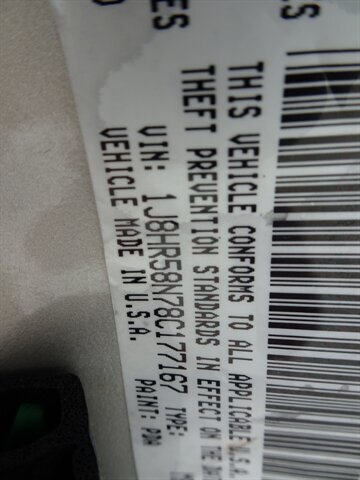 THIS VEHICLE CONFORMS TO ALL APPLICABLE U.S.A.
THEFT PREVENTION STANDARDS IN EFFECT ON THE
VIN: 1J8HR58N78C177167 TYPE:
VEHICLE MADE IN U.S.A. PAINT: PDA